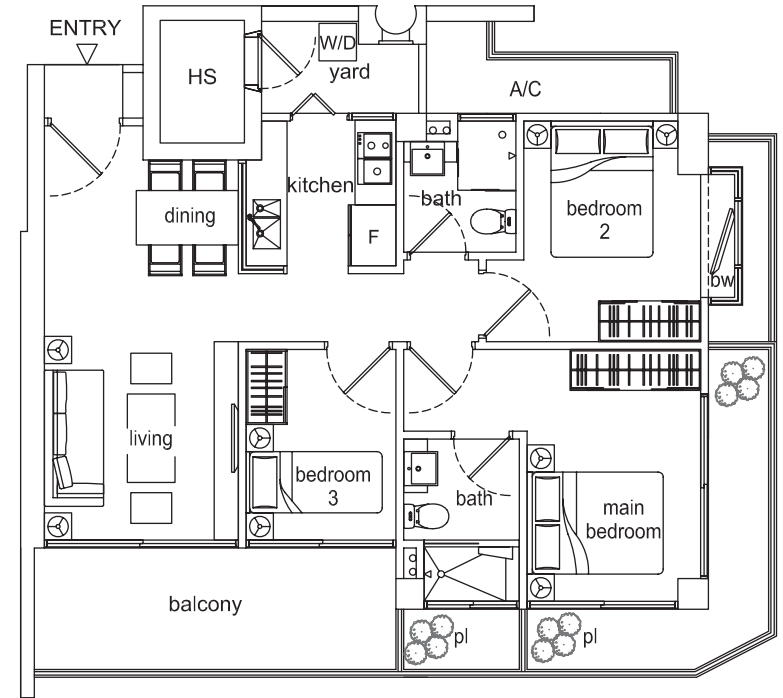 ENTRY
W/D
HS
yard
A/C
kitchen
bath
dining
bedroom
2
F
bw
living
bedroom
3
bath
main
bedroom
balcony
pl
pl